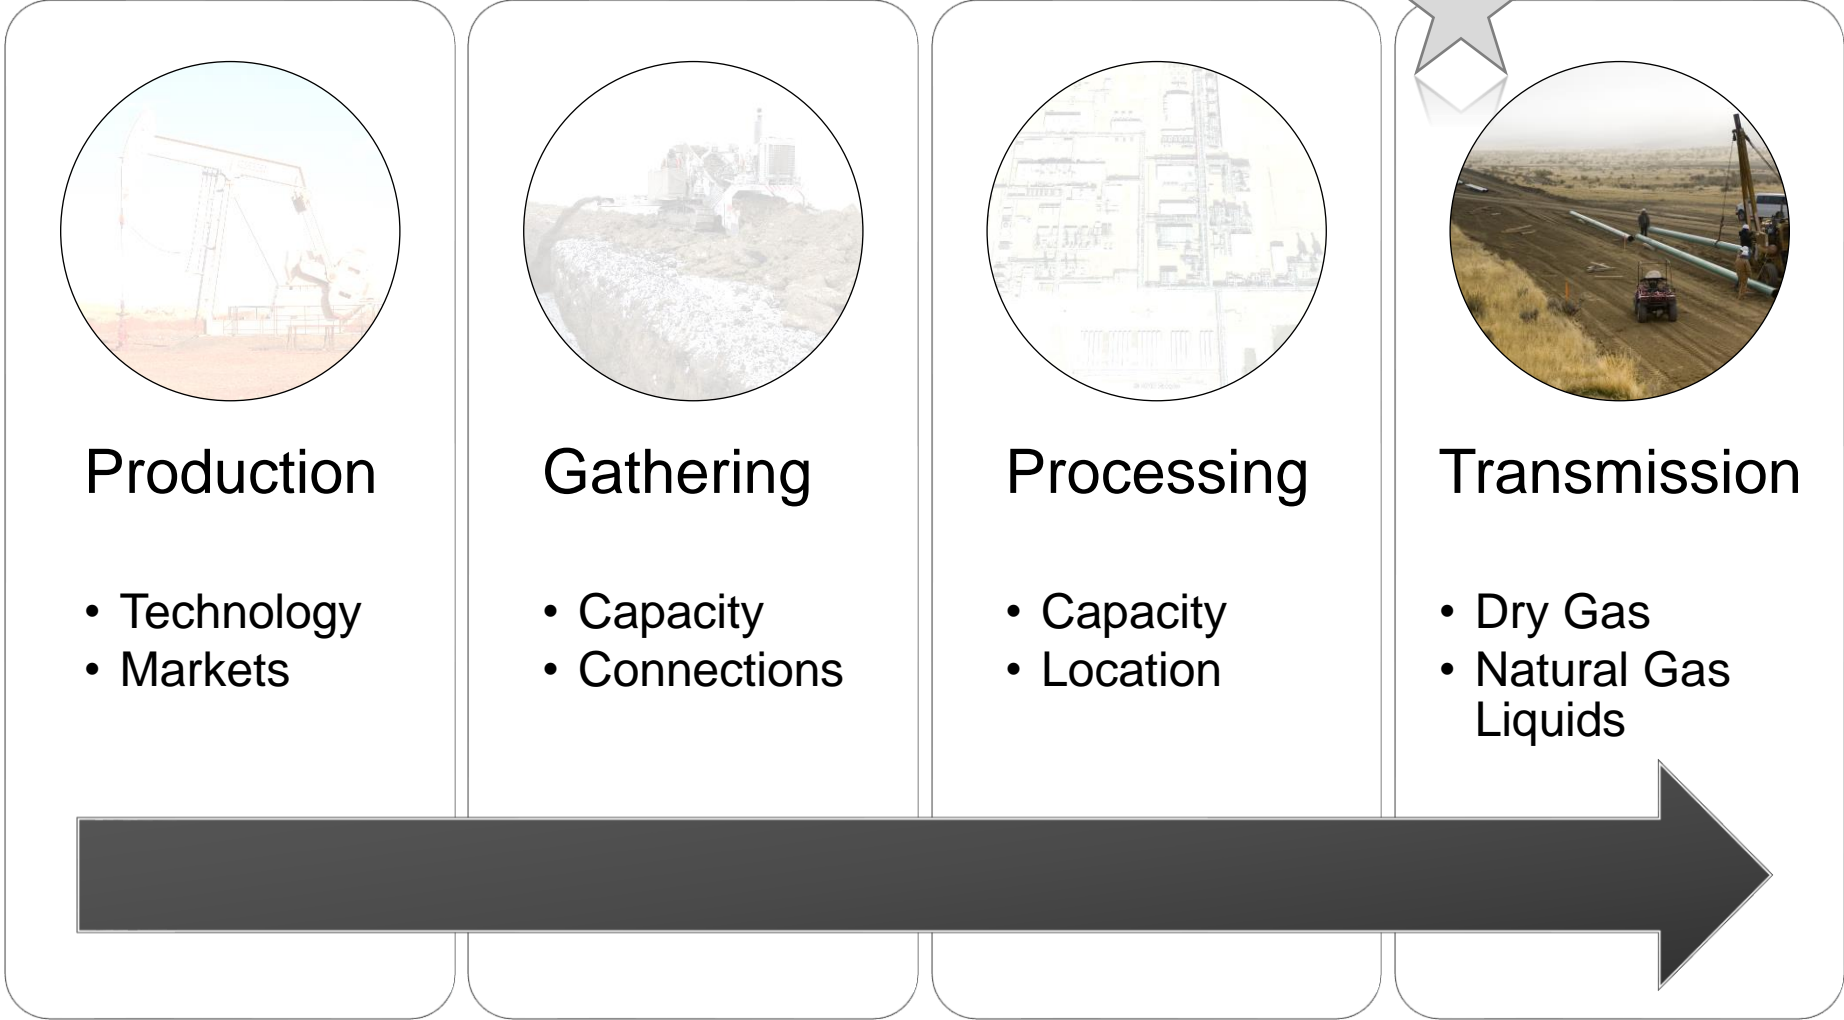 Production
• Technology
• Markets
Gathering
• Capacity
• Connections
Processing
• Capacity
• Location
Transmission
• Dry Gas
• Natural Gas
Liquids